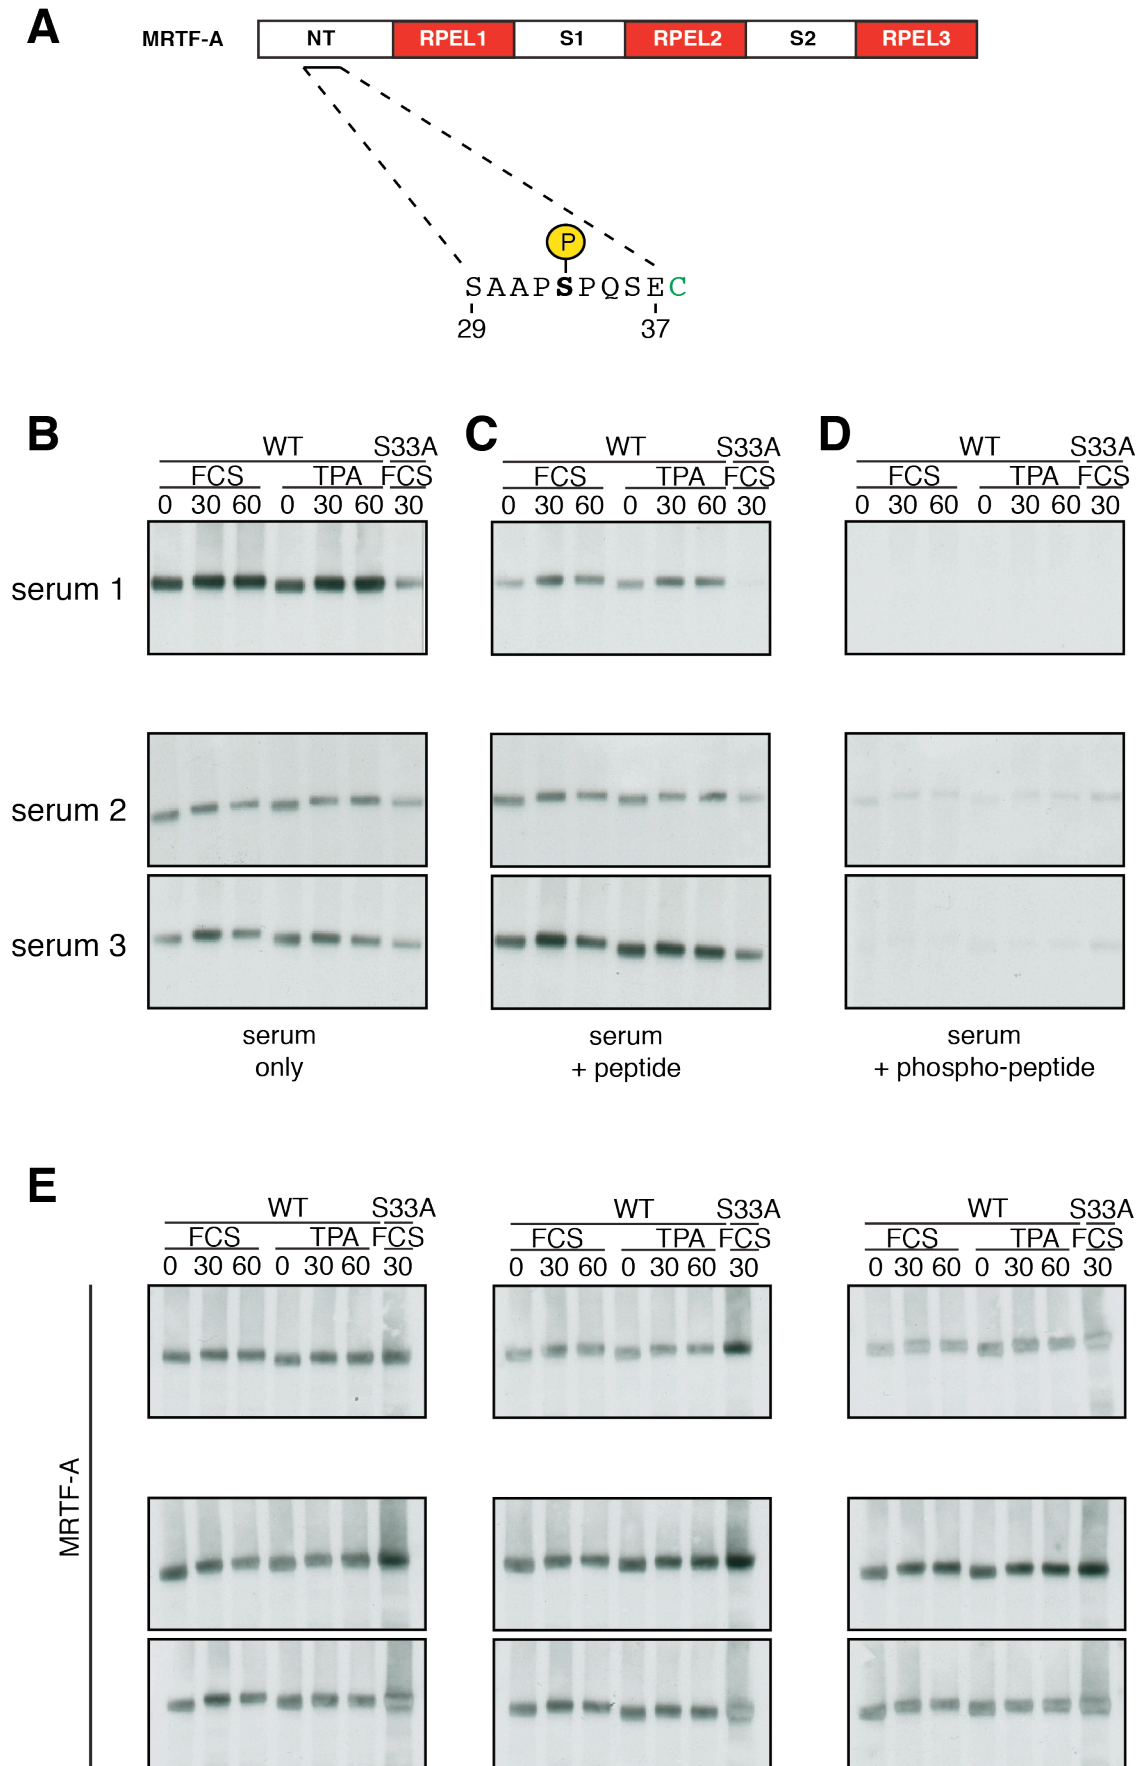 A
MRTF-A NT RPEL1 S1 RPEL2 S2 RPEL3
P
SAAPSPQSEC
29 37
B C D
WT S33A WT S33A WT S33A
FCS TPA FCS FCS TPA FCS FCS TPA FCS
0 30 60 0 30 60 30 0 30 60 0 30 60 30 0 30 60 0 30 60 30
serum 1
serum 2
serum 3
serum serum serum
only + peptide + phospho-peptide
E
WT S33A WT S33A WT S33A
FCS TPA FCS FCS TPA FCS FCS TPA FCS
0 30 60 0 30 60 30 0 30 60 0 30 60 30 0 30 60 0 30 60 30
MRTF-A